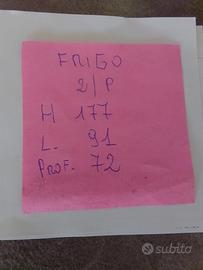 FRIGO
2/P
H 177
L. 91
PROF. 72
subito